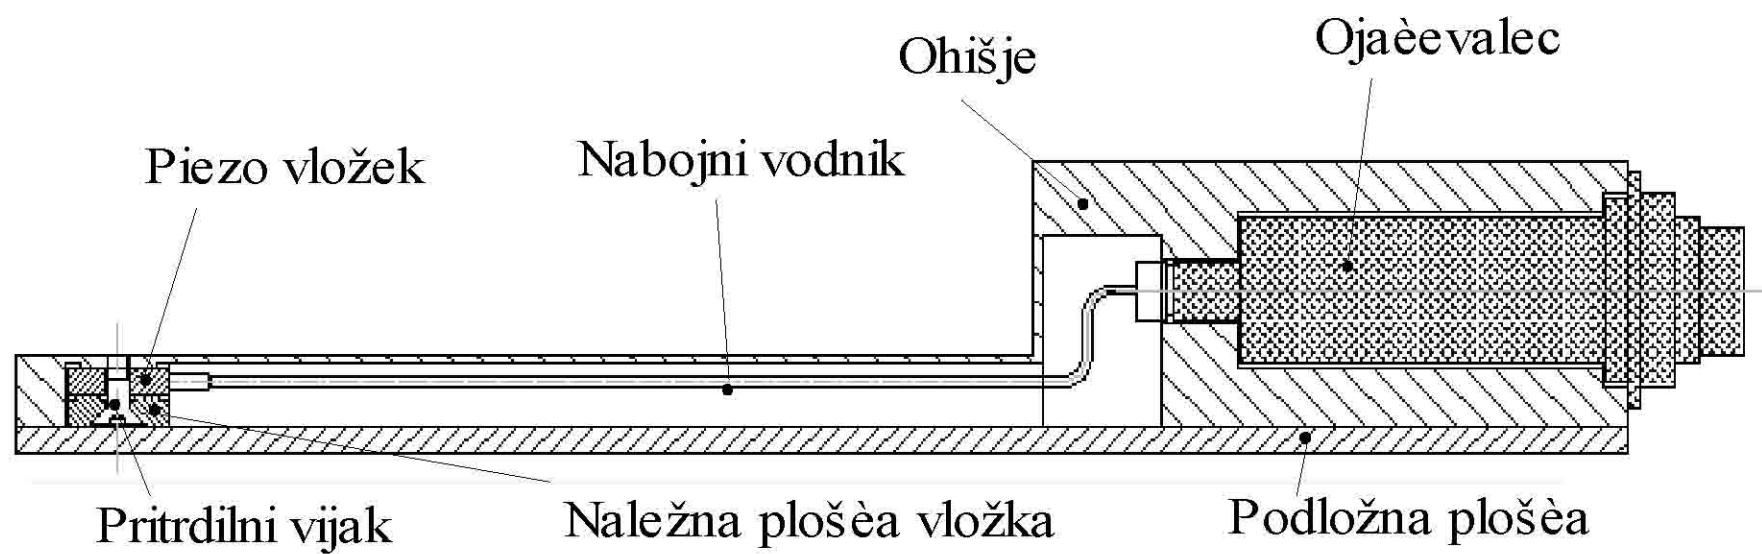 Ojaèevalec
Ohišje
Piezo vložek
Nabojni vodnik
Pritrdilni vijak
Naležna plošèa vložka
Podložna plošèa